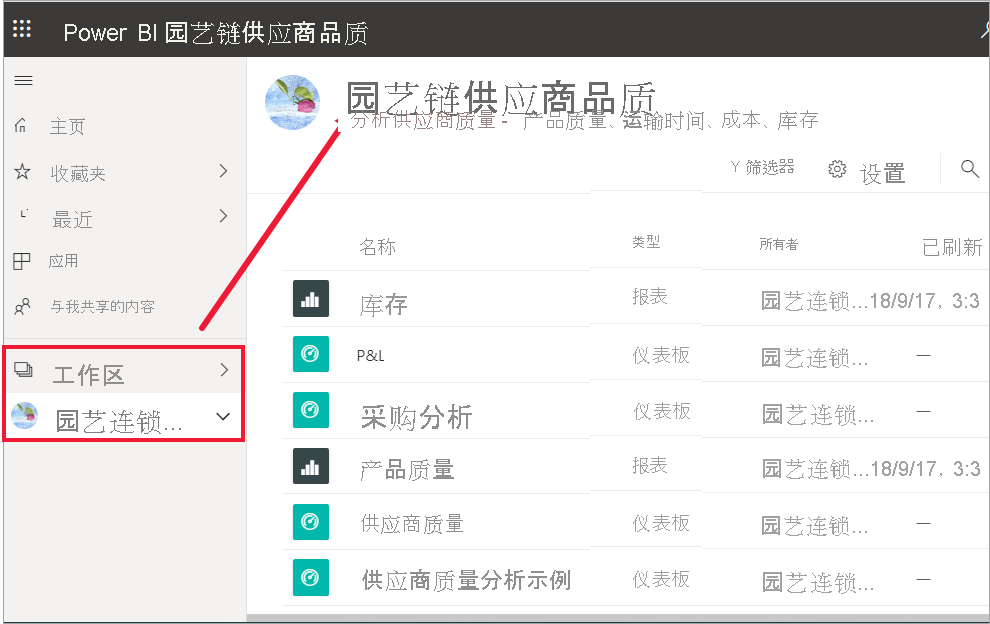 Power BI 园艺链供应商品质
园艺链供应商品质
分析供应商质量 - 产品质量、运输时间、成本、库存
主页
收藏夹
最近
应用
与我共享的内容
工作区
园艺连锁...
筛选器 设置
名称 类型 所有者 已刷新
库存 报表 园艺连锁...18/9/17, 3:3
P&L 仪表板 园艺连锁... —
采购分析 仪表板 园艺连锁... —
产品质量 报表 园艺连锁...18/9/17, 3:3
供应商质量 仪表板 园艺连锁... —
供应商质量分析示例 仪表板 园艺连锁... —